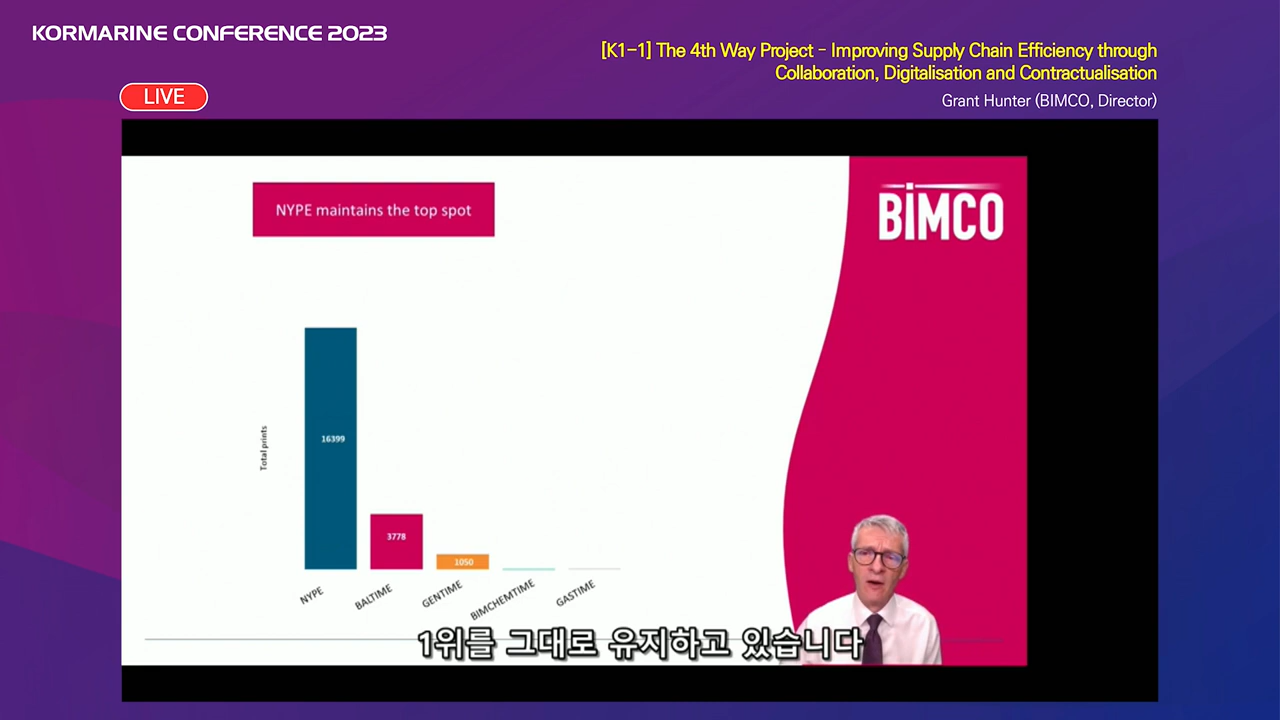 KORMARINE CONFERENCE 2023
[K1-1] The 4th Way Project - Improving Supply Chain Efficiency through
Collaboration, Digitalisation and Contractualisation
LIVE
Grant Hunter (BIMCO, Director)
NYPE maintains the top spot
BIMCO
Total prints
16399
3778
1050
NYPE
BALTIME
GENTIME
BIMCHEMTIME
GASTIME
1위를 그대로 유지하고 있습니다